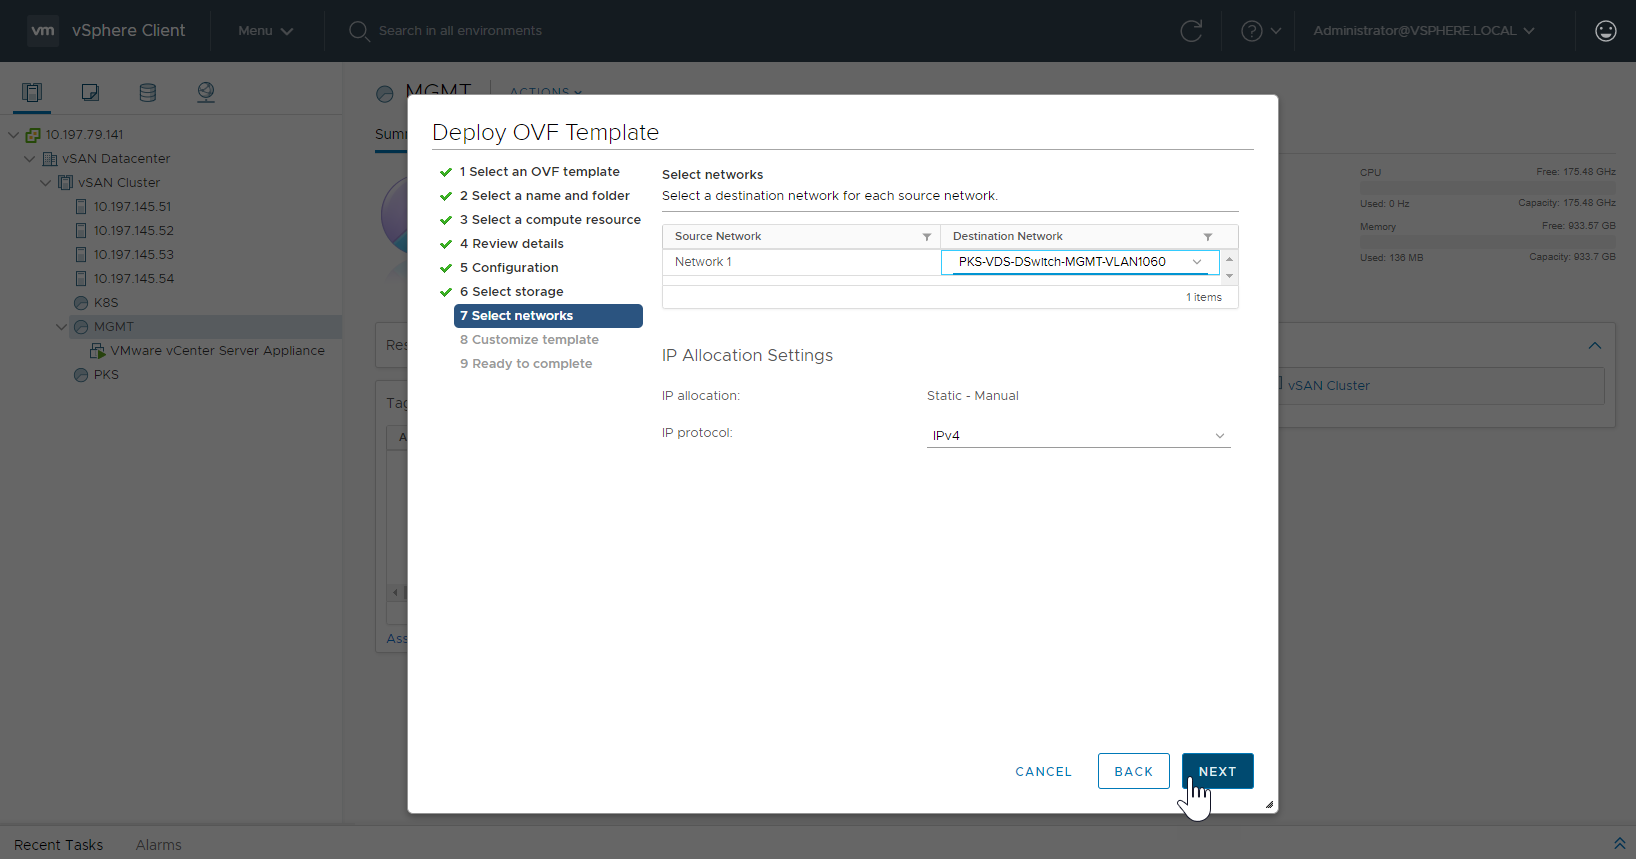 vm vSphere Client Menu Search in all environments Administrator@VSPHERE.LOCAL
MGMT ACTIONS
10.197.79.141
vSAN Datacenter
vSAN Cluster
10.197.145.51
10.197.145.52
10.197.145.53
10.197.145.54
K8S
MGMT
VMware vCenter Server Appliance
PKS
Deploy OVF Template
1 Select an OVF template
2 Select a name and folder
3 Select a compute resource
4 Review details
5 Configuration
6 Select storage
7 Select networks
8 Customize template
9 Ready to complete
Select networks
Select a destination network for each source network.
Source Network Destination Network
Network 1 PKS-VDS-DSwitch-MGMT-VLAN1060
1 items
IP Allocation Settings
IP allocation: Static - Manual
IP protocol: IPv4
CANCEL BACK NEXT
CPU Free: 175.48 GHz
Used: 0 Hz Capacity: 175.48 GHz
Memory Free: 933.57 GB
Used: 136 MB Capacity: 933.7 GB
vSAN Cluster
Recent Tasks Alarms